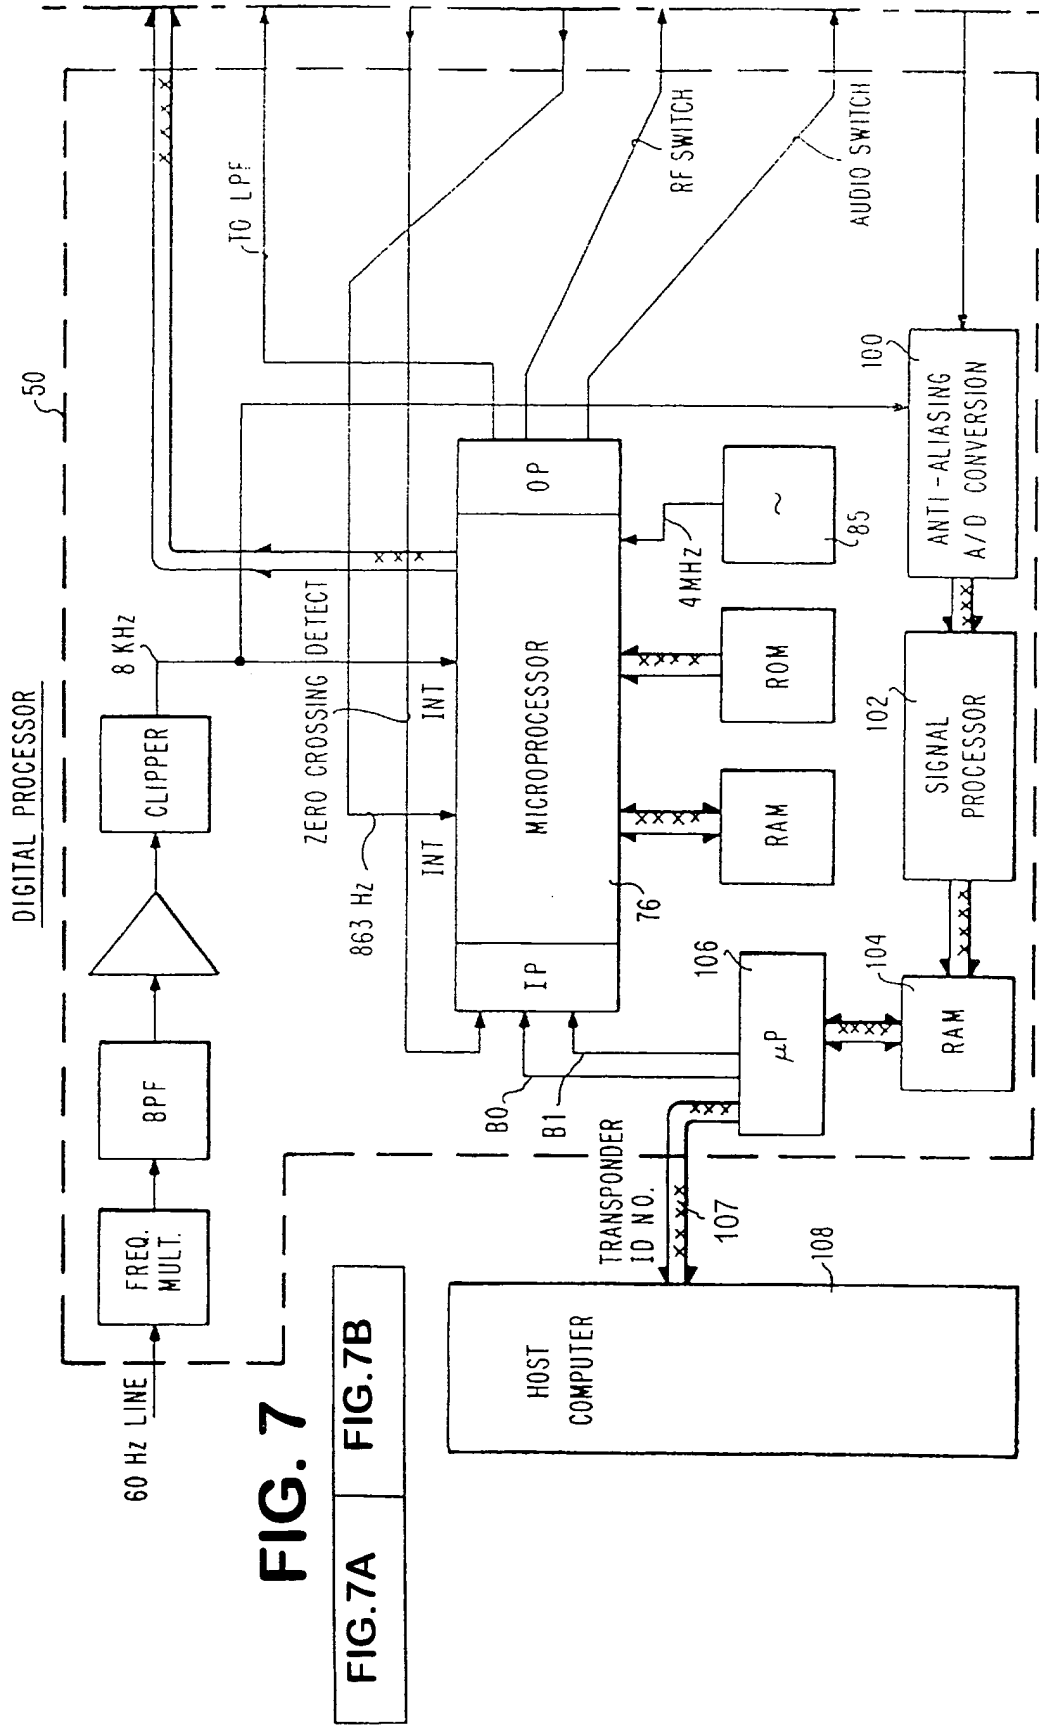 DIGITAL PROCESSOR
50
60 Hz LINE
FREQ.
MULT.
BPF
CLIPPER
8 KHz
TO LPF
RF SWITCH
AUDIO SWITCH
ZERO CROSSING DETECT
863 Hz
INT
INT
IP
MICROPROCESSOR
OP
76
B0
B1
RAM
ROM
4 MHz
~
85
106
μP
104
RAM
102
SIGNAL
PROCESSOR
100
ANTI-ALIASING
A/D CONVERSION
TRANSPONDER
ID NO.
107
108
HOST
COMPUTER
FIG. 7
FIG.7A
FIG.7B